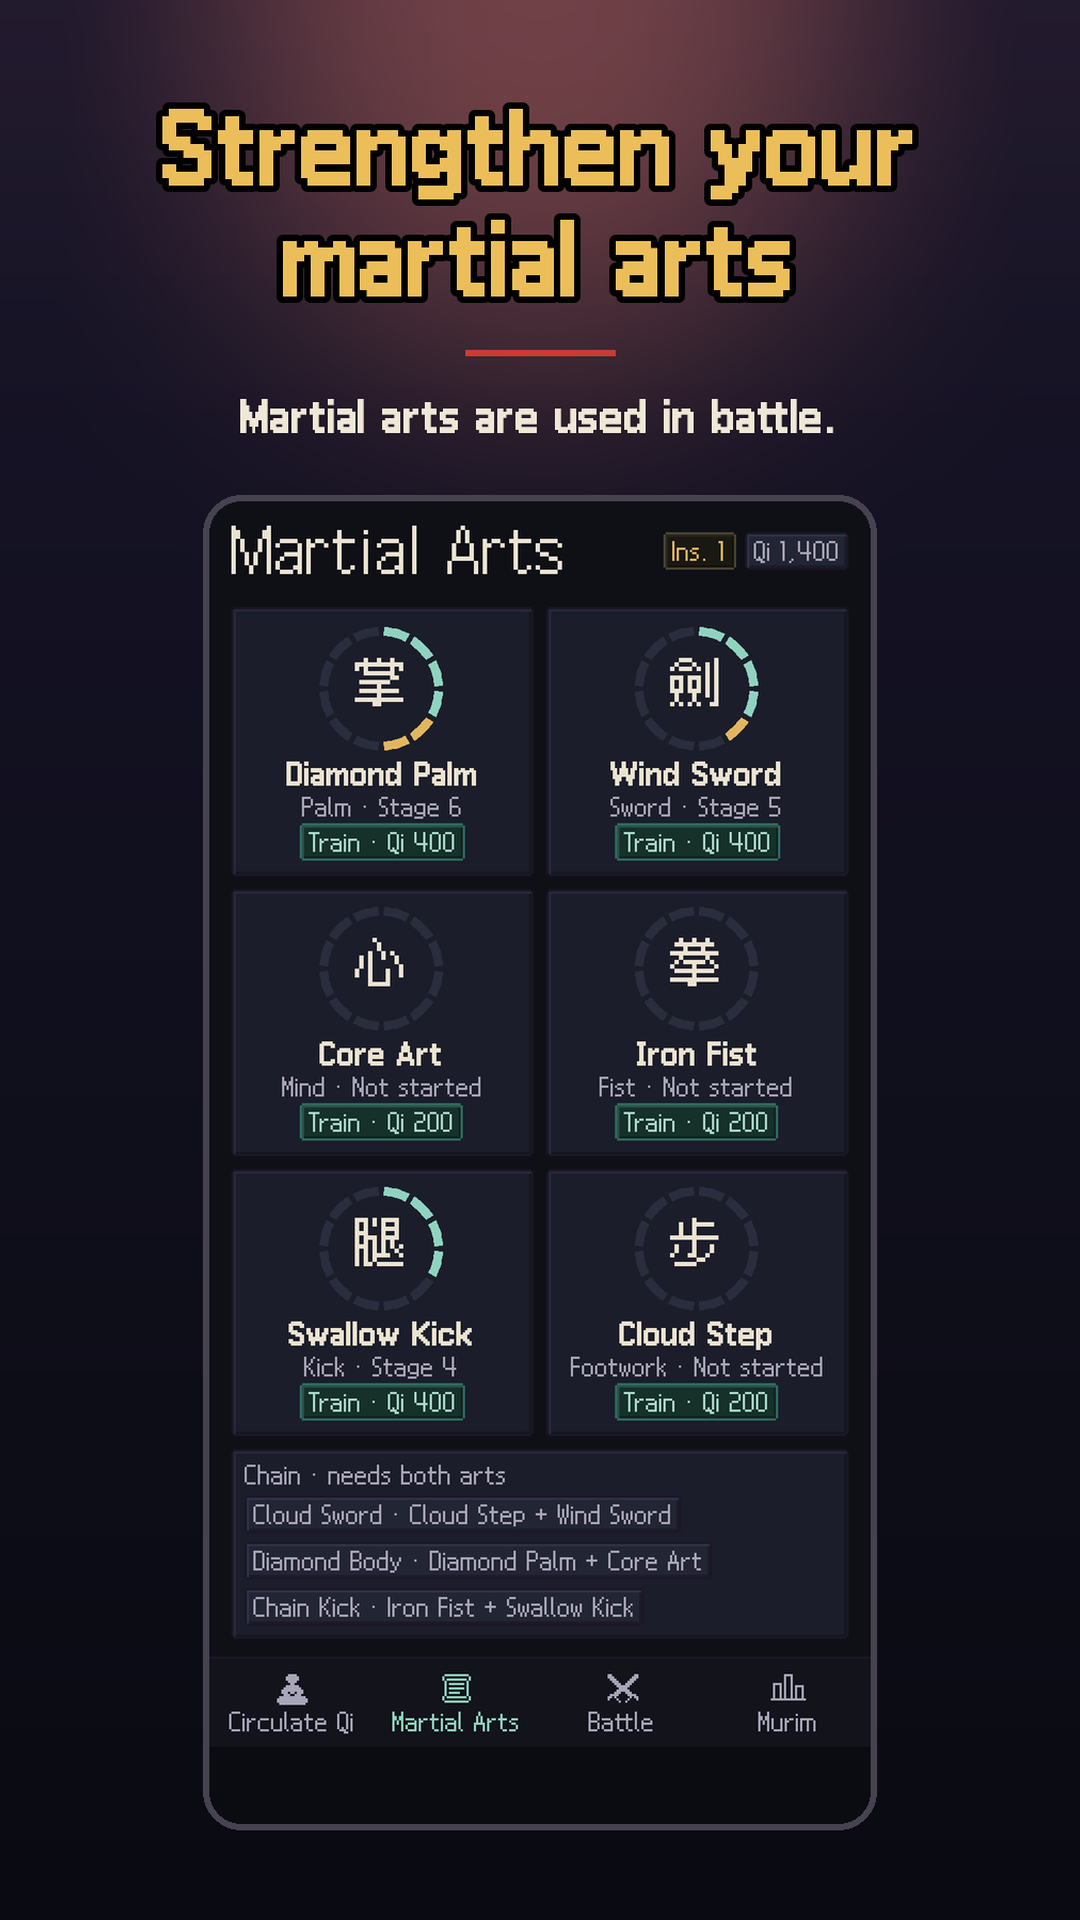 Strengthen your
martial arts
Martial arts are used in battle.
Martial Arts
Ins. 1
Qi 1,400
掌
Diamond Palm
Palm · Stage 6
Train · Qi 400
劍
Wind Sword
Sword · Stage 5
Train · Qi 400
心
Core Art
Mind · Not started
Train · Qi 200
拳
Iron Fist
Fist · Not started
Train · Qi 200
腿
Swallow Kick
Kick · Stage 4
Train · Qi 400
步
Cloud Step
Footwork · Not started
Train · Qi 200
Chain · needs both arts
Cloud Sword · Cloud Step + Wind Sword
Diamond Body · Diamond Palm + Core Art
Chain Kick · Iron Fist + Swallow Kick
Circulate Qi
Martial Arts
Battle
Murim